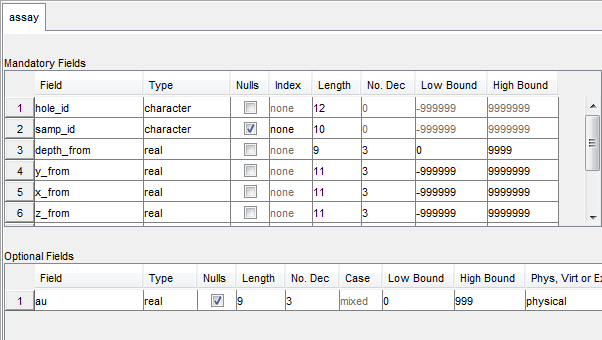 assay
Mandatory Fields
Field Type Nulls Index Length No. Dec Low Bound High Bound
1 hole_id character none 12 0 -999999 9999999
2 samp_id character none 10 0 -999999 9999999
3 depth_from real none 9 3 0 9999
4 y_from real none 11 3 -999999 9999999
5 x_from real none 11 3 -999999 9999999
6 z_from real none 11 3 -999999 9999999
Optional Fields
Field Type Nulls Length No. Dec Case Low Bound High Bound Phys, Virt or Ex
1 au real 9 3 mixed 0 999 physical